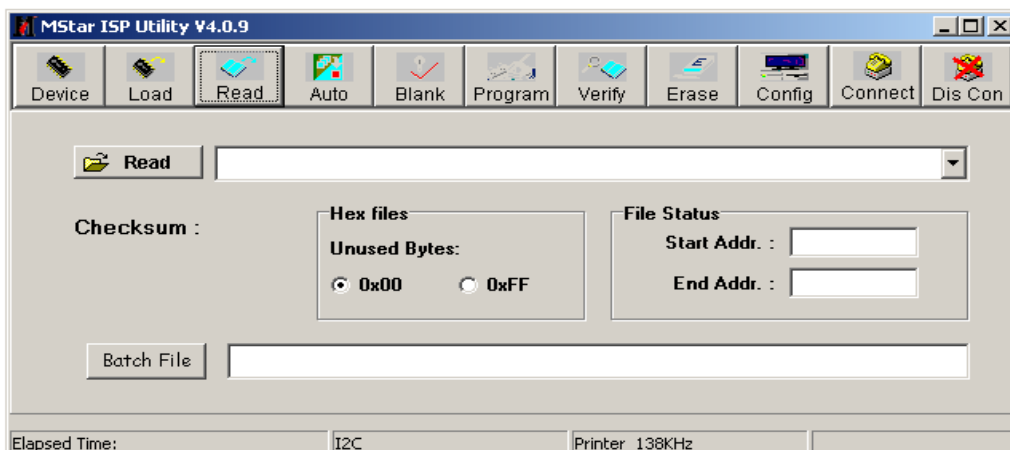 MStar ISP Utility V4.0.9
Device Load Read Auto Blank Program Verify Erase Config Connect Dis Con
Read
Checksum :
Hex files
Unused Bytes:
0x00 0xFF
File Status
Start Addr. :
End Addr. :
Batch File
Elapsed Time: I2C Printer 138KHz